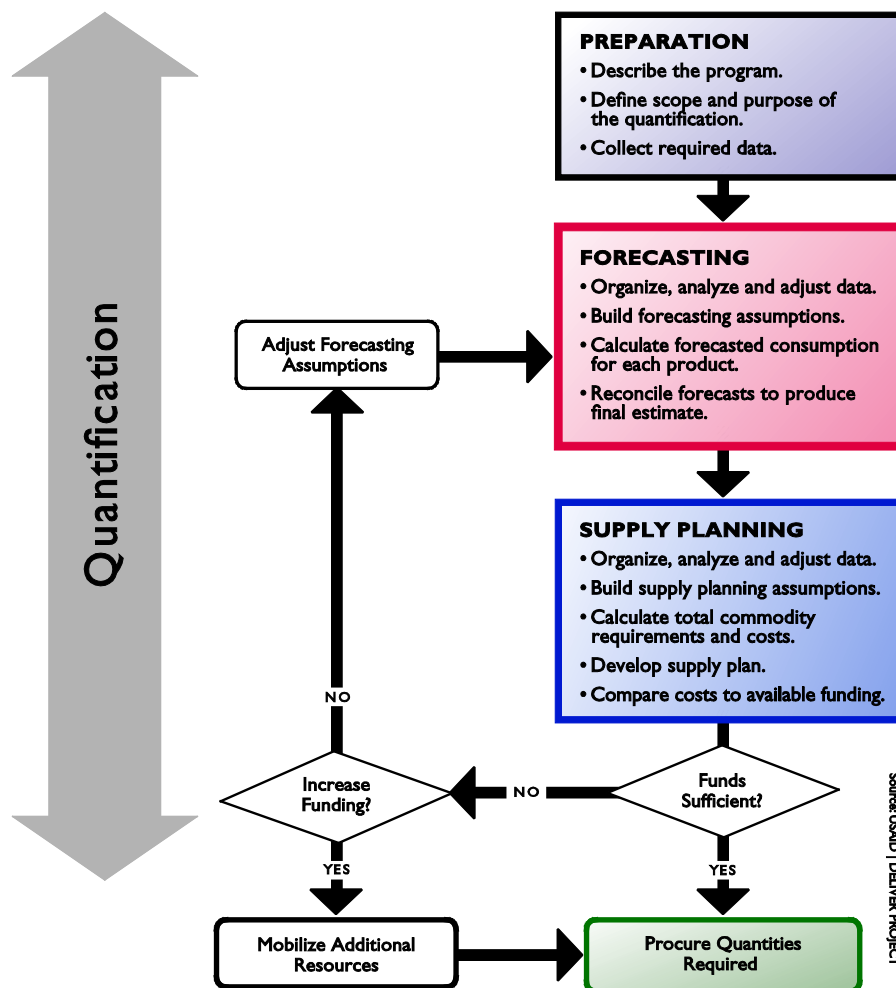 Quantification
PREPARATION
• Describe the program.
• Define scope and purpose of
the quantification.
• Collect required data.
FORECASTING
• Organize, analyze and adjust data.
• Build forecasting assumptions.
• Calculate forecasted consumption
for each product.
• Reconcile forecasts to produce
final estimate.
Adjust Forecasting
Assumptions
SUPPLY PLANNING
• Organize, analyze and adjust data.
• Build supply planning assumptions.
• Calculate total commodity
requirements and costs.
• Develop supply plan.
• Compare costs to available funding.
NO
Increase
Funding?
NO
Funds
Sufficient?
YES
YES
Mobilize Additional
Resources
Procure Quantities
Required
Source: USAID | DELIVER PROJECT